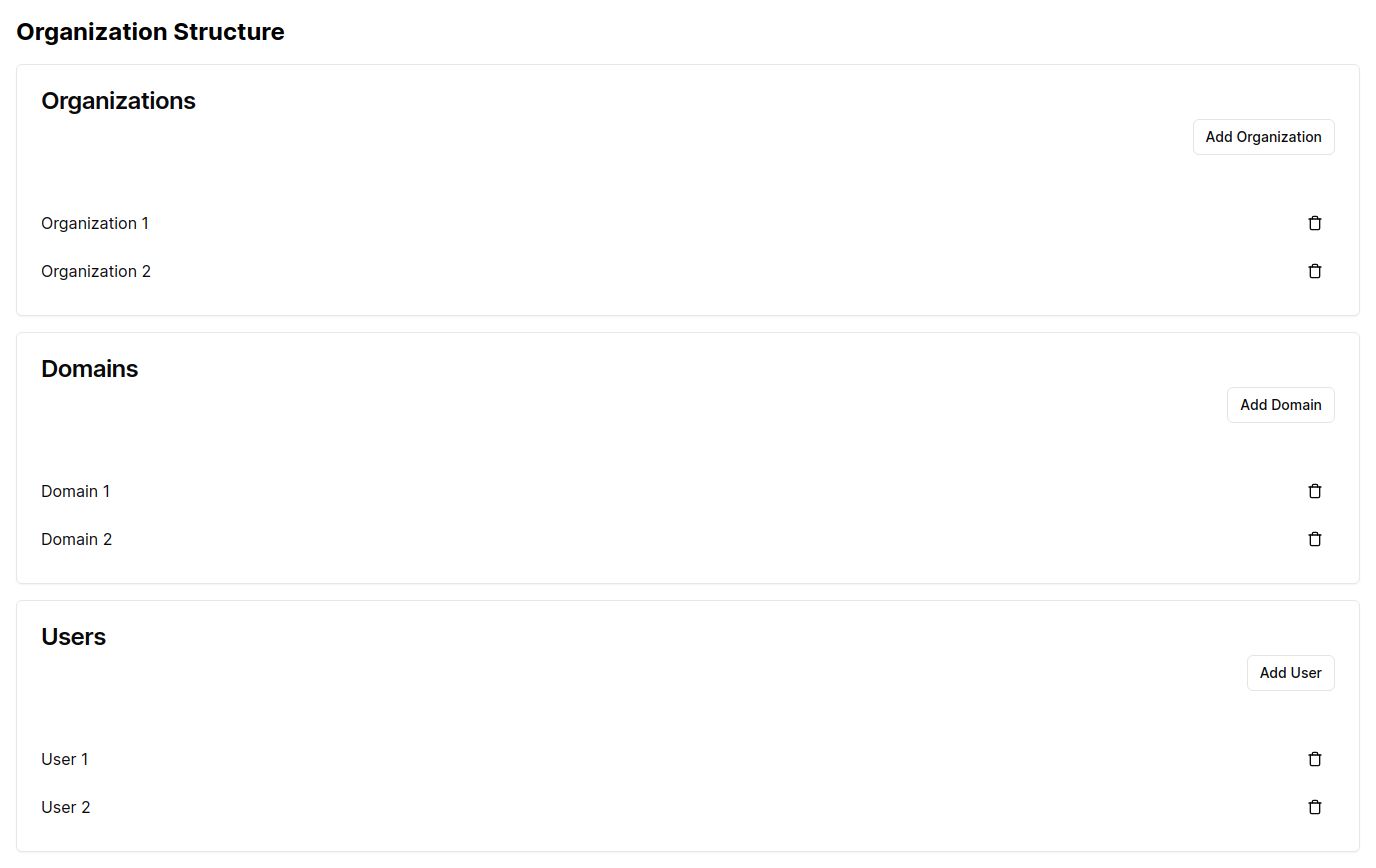 Organization Structure
Organizations
Add Organization
Organization 1
Organization 2
Domains
Add Domain
Domain 1
Domain 2
Users
Add User
User 1
User 2